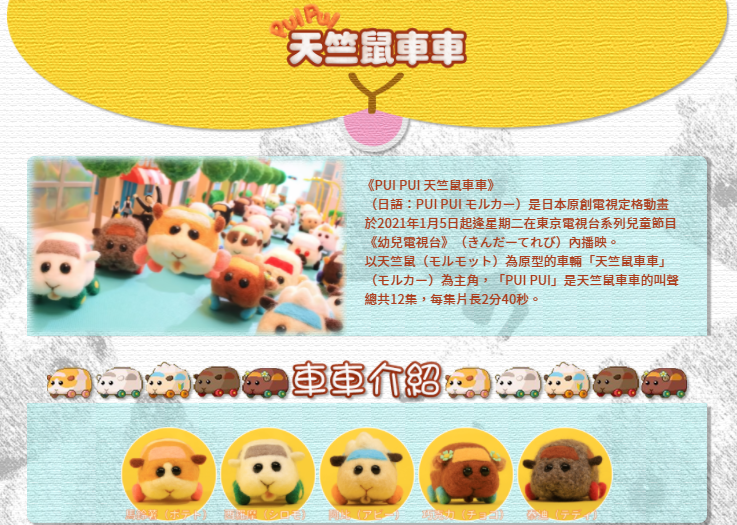 PUI PUI
天竺鼠車車
《PUI PUI 天竺鼠車車》
（日語：PUI PUI モルカー）是日本原創電視定格動畫
於2021年1月5日起逢星期二在東京電視台系列兒童節目
《幼兒電視台》（きんだーてれび）內播映。
以天竺鼠（モルモット）為原型的車輛「天竺鼠車車」
（モルカー）為主角，「PUI PUI」是天竺鼠車車的叫聲
總共12集，每集片長2分40秒。
車車介紹